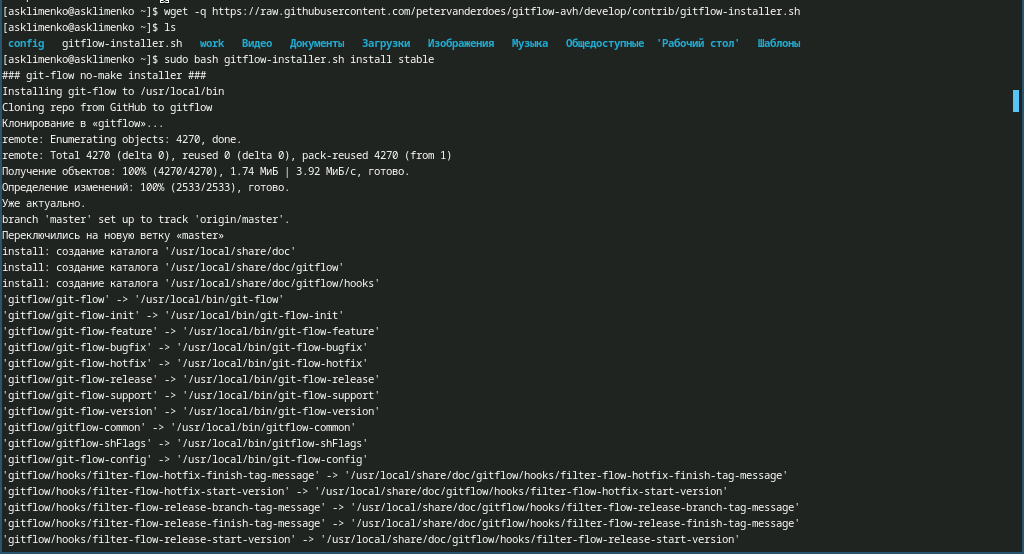 [asklimenko@asklimenko ~]$ wget -q https://raw.githubusercontent.com/petervanderdoes/gitflow-avh/develop/contrib/gitflow-installer.sh
[asklimenko@asklimenko ~]$ ls
config   gitflow-installer.sh   work   Видео   Документы   Загрузки   Изображения   Музыка   Общедоступные  'Рабочий стол'   Шаблоны
[asklimenko@asklimenko ~]$ sudo bash gitflow-installer.sh install stable
### git-flow no-make installer ###
Installing git-flow to /usr/local/bin
Cloning repo from GitHub to gitflow
Клонирование в «gitflow»...
remote: Enumerating objects: 4270, done.
remote: Total 4270 (delta 0), reused 0 (delta 0), pack-reused 4270 (from 1)
Получение объектов: 100% (4270/4270), 1.74 МиБ | 3.92 МиБ/с, готово.
Определение изменений: 100% (2533/2533), готово.
Уже актуально.
branch 'master' set up to track 'origin/master'.
Переключились на новую ветку «master»
install: создание каталога '/usr/local/share/doc'
install: создание каталога '/usr/local/share/doc/gitflow'
install: создание каталога '/usr/local/share/doc/gitflow/hooks'
'gitflow/git-flow' -> '/usr/local/bin/git-flow'
'gitflow/git-flow-init' -> '/usr/local/bin/git-flow-init'
'gitflow/git-flow-feature' -> '/usr/local/bin/git-flow-feature'
'gitflow/git-flow-bugfix' -> '/usr/local/bin/git-flow-bugfix'
'gitflow/git-flow-hotfix' -> '/usr/local/bin/git-flow-hotfix'
'gitflow/git-flow-release' -> '/usr/local/bin/git-flow-release'
'gitflow/git-flow-support' -> '/usr/local/bin/git-flow-support'
'gitflow/git-flow-version' -> '/usr/local/bin/git-flow-version'
'gitflow/gitflow-common' -> '/usr/local/bin/gitflow-common'
'gitflow/gitflow-shFlags' -> '/usr/local/bin/gitflow-shFlags'
'gitflow/git-flow-config' -> '/usr/local/bin/git-flow-config'
'gitflow/hooks/filter-flow-hotfix-finish-tag-message' -> '/usr/local/share/doc/gitflow/hooks/filter-flow-hotfix-finish-tag-message'
'gitflow/hooks/filter-flow-hotfix-start-version' -> '/usr/local/share/doc/gitflow/hooks/filter-flow-hotfix-start-version'
'gitflow/hooks/filter-flow-release-branch-tag-message' -> '/usr/local/share/doc/gitflow/hooks/filter-flow-release-branch-tag-message'
'gitflow/hooks/filter-flow-release-finish-tag-message' -> '/usr/local/share/doc/gitflow/hooks/filter-flow-release-finish-tag-message'
'gitflow/hooks/filter-flow-release-start-version' -> '/usr/local/share/doc/gitflow/hooks/filter-flow-release-start-version'